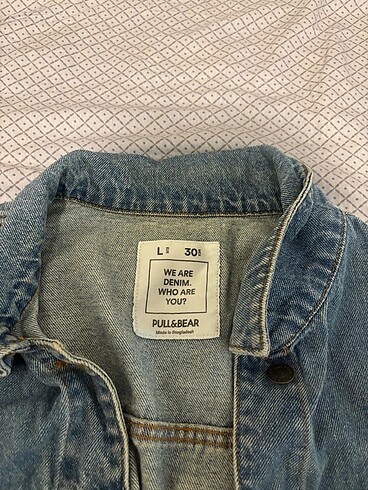 L 30
WE ARE
DENIM.
WHO ARE
YOU?
PULL&BEAR
Made in Bangladesh